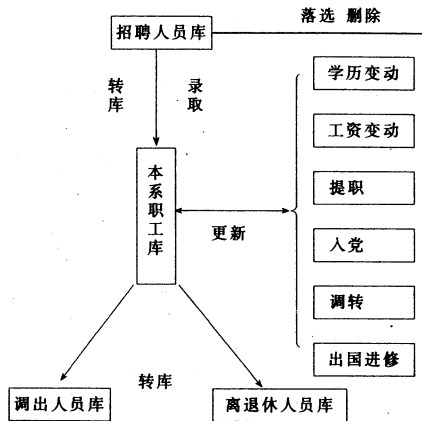 落选 删除
招聘人员库
转库
录取
学历变动
工资变动
本系职工库
提职
更新
入党
调转
出国进修
转库
调出人员库
离退休人员库